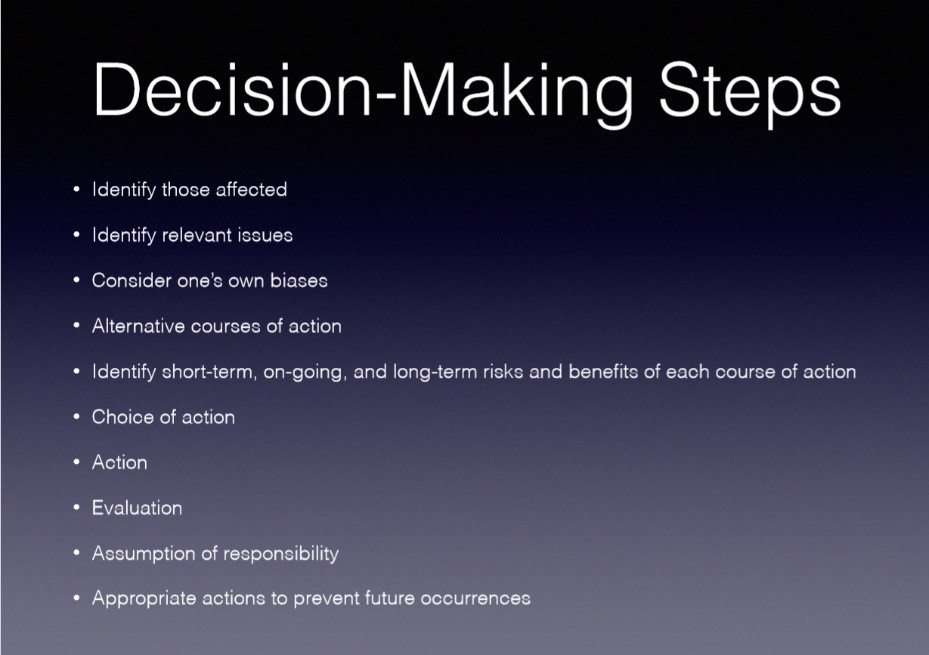 Decision-Making Steps
• Identify those affected
• Identify relevant issues
• Consider one's own biases
• Alternative courses of action
• Identify short-term, on-going, and long-term risks and benefits of each course of action
• Choice of action
• Action
• Evaluation
• Assumption of responsibility
• Appropriate actions to prevent future occurrences